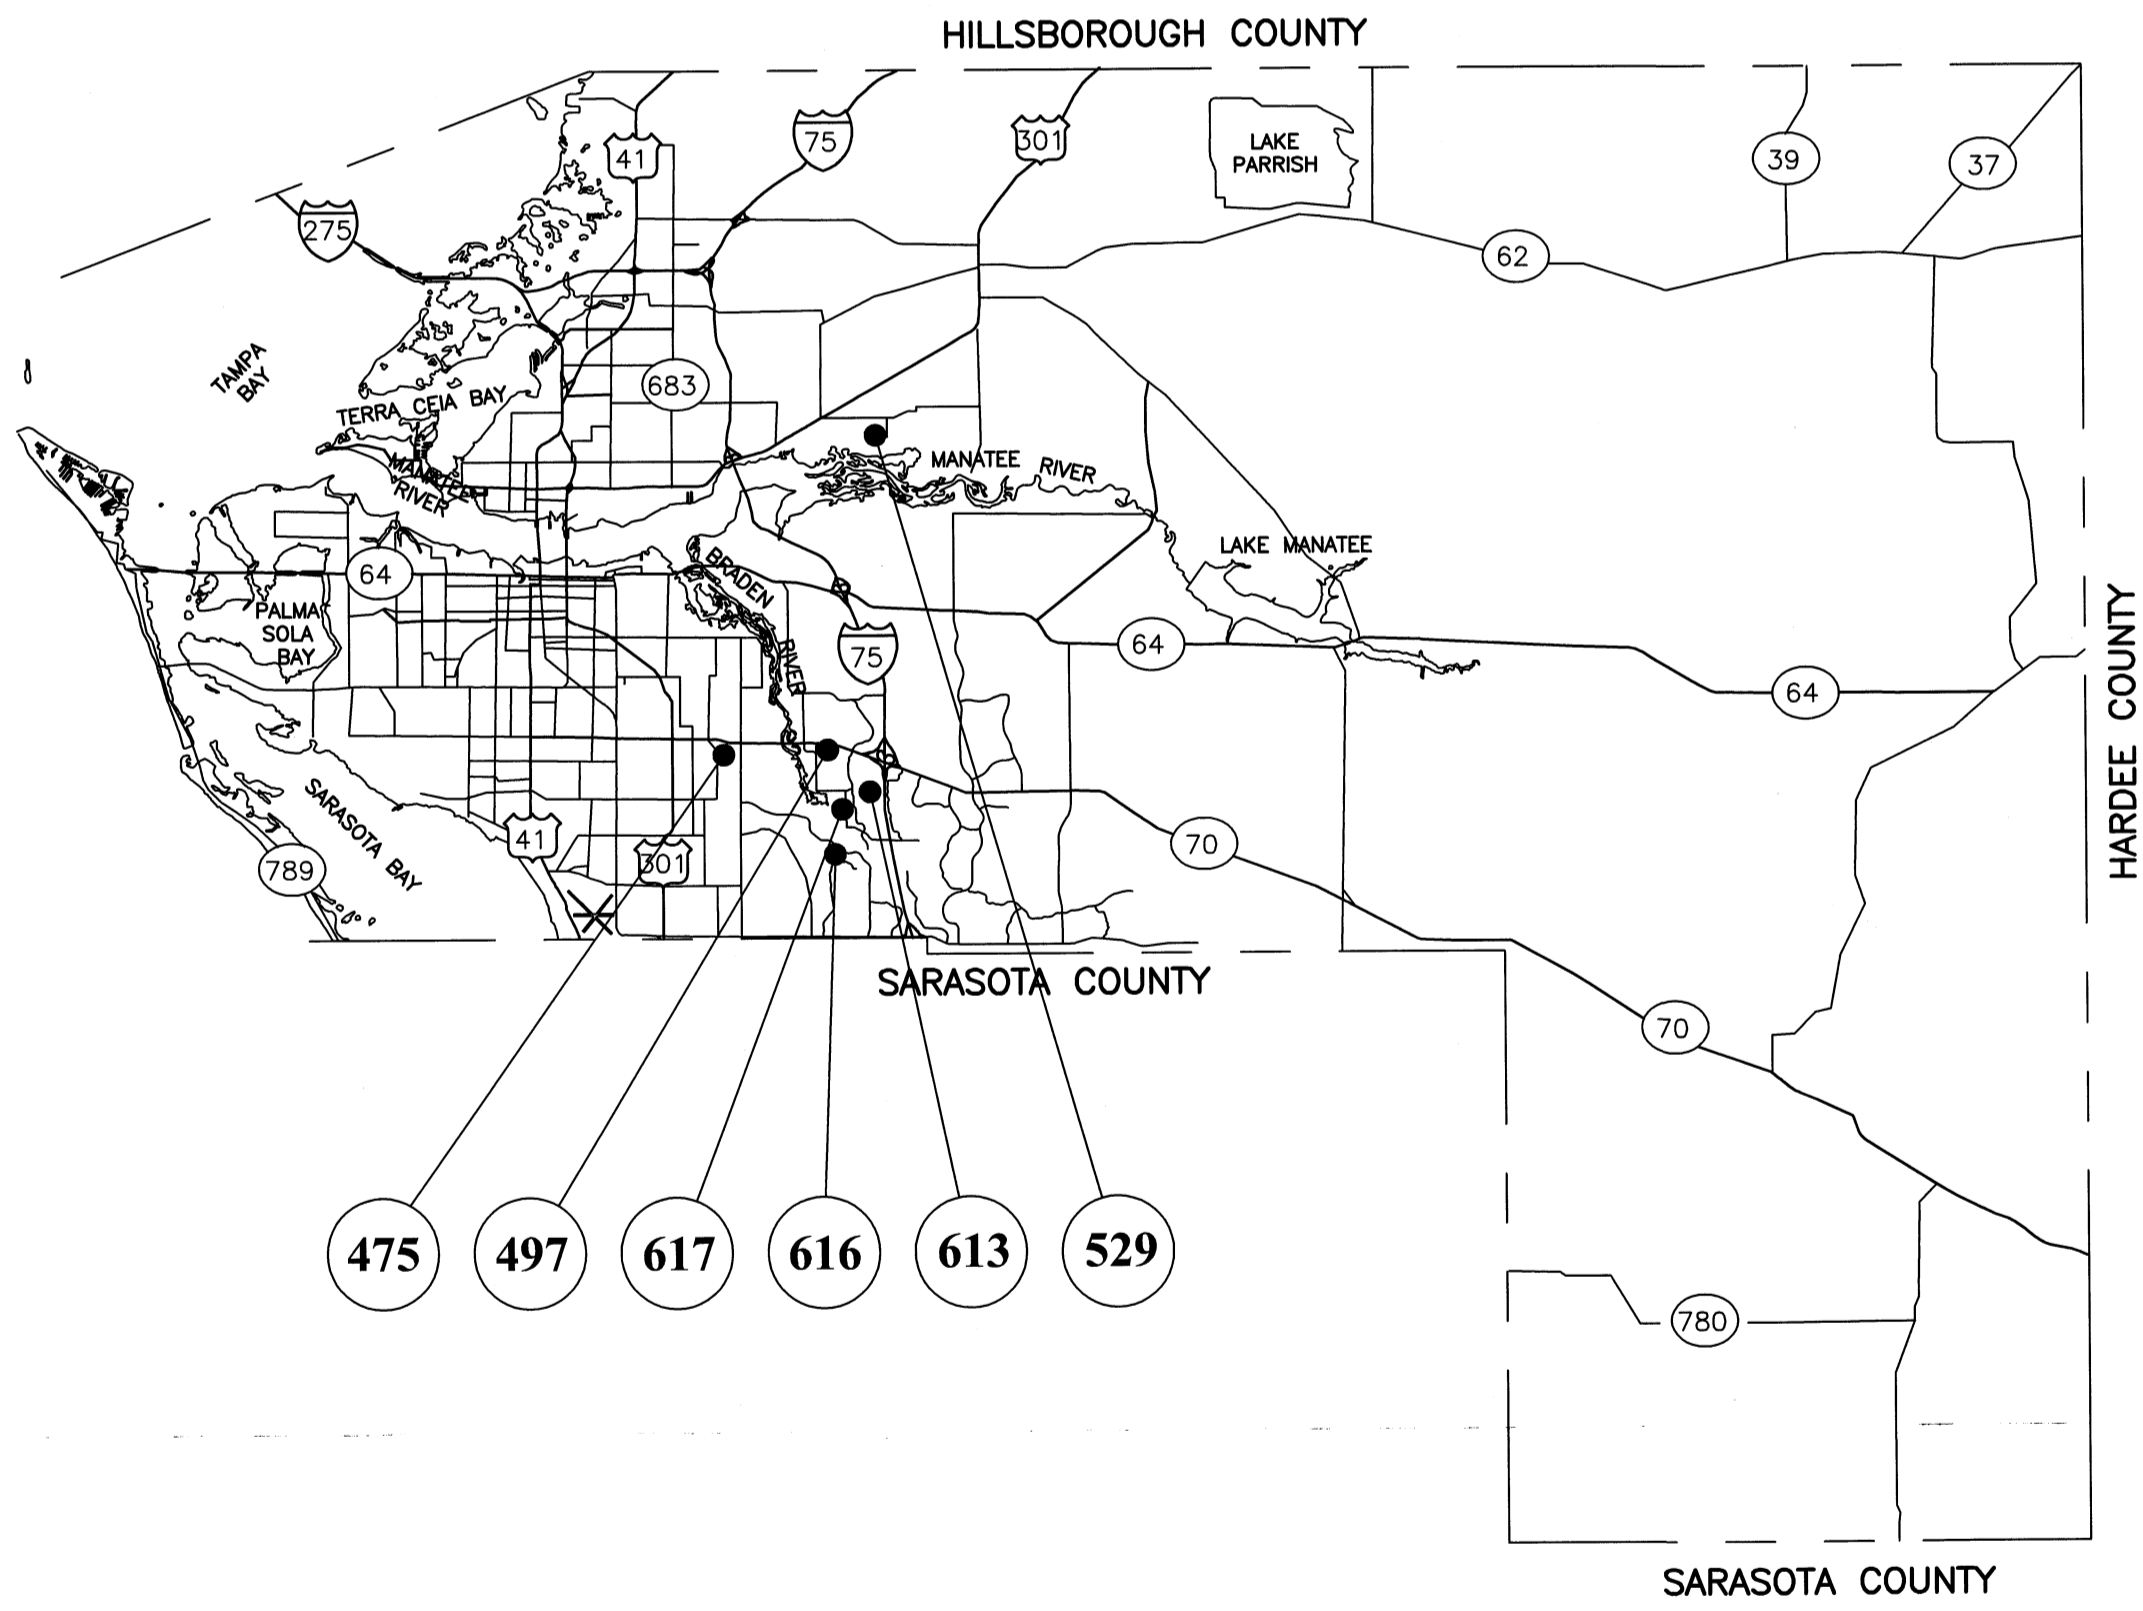 HILLSBOROUGH COUNTY
41
75
301
LAKE
PARRISH
39
37
275
62
TAMPA
BAY
TERRA CEIA BAY
683
MANATEE
RIVER
MANATEE RIVER
64
BRADEN
RIVER
LAKE MANATEE
PALMA
SOLA
BAY
75
64
64
HARDEE COUNTY
SARASOTA BAY
789
41
301
70
SARASOTA COUNTY
70
475
497
617
616
613
529
780
SARASOTA COUNTY